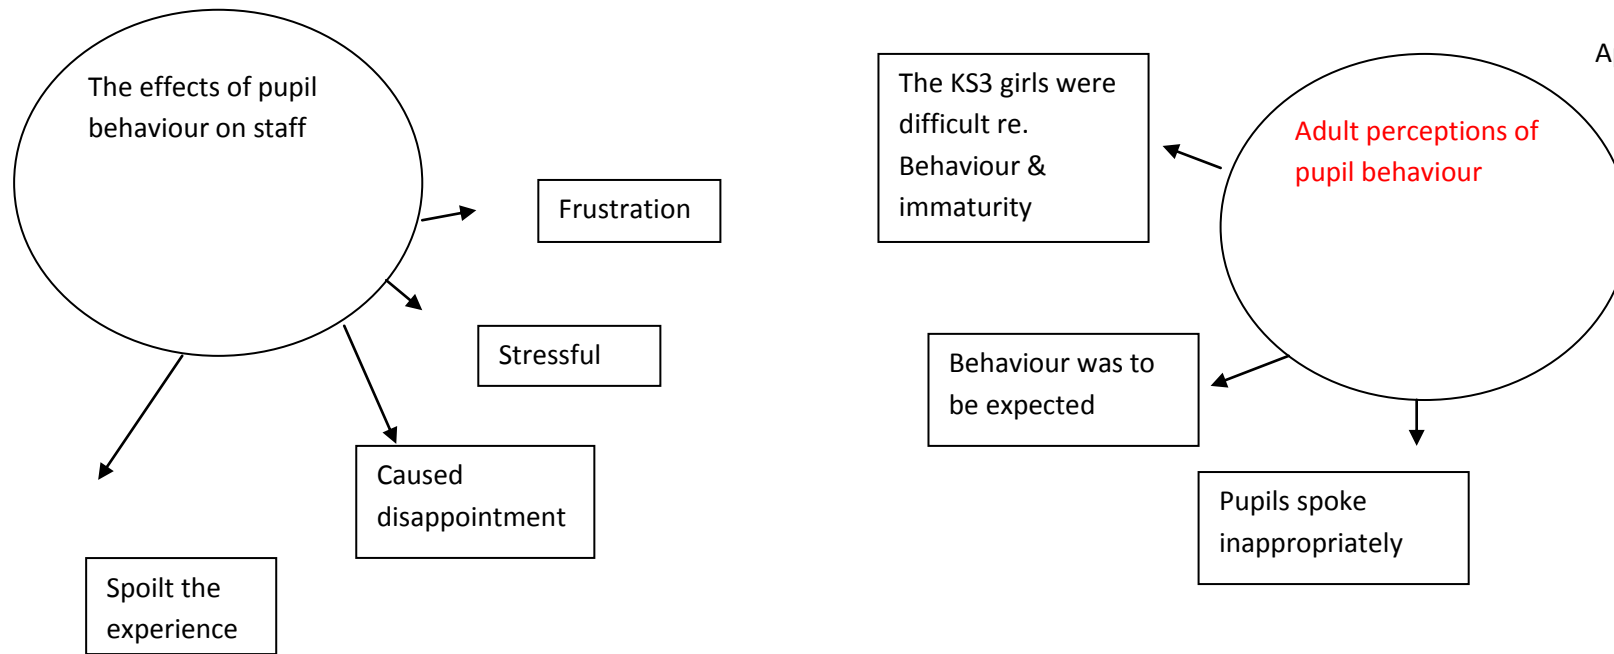 The effects of pupil
behaviour on staff
Frustration
Stressful
Caused
disappointment
Spoilt the
experience
The KS3 girls were
difficult re.
Behaviour &
immaturity
Adult perceptions of
pupil behaviour
Behaviour was to
be expected
Pupils spoke
inappropriately